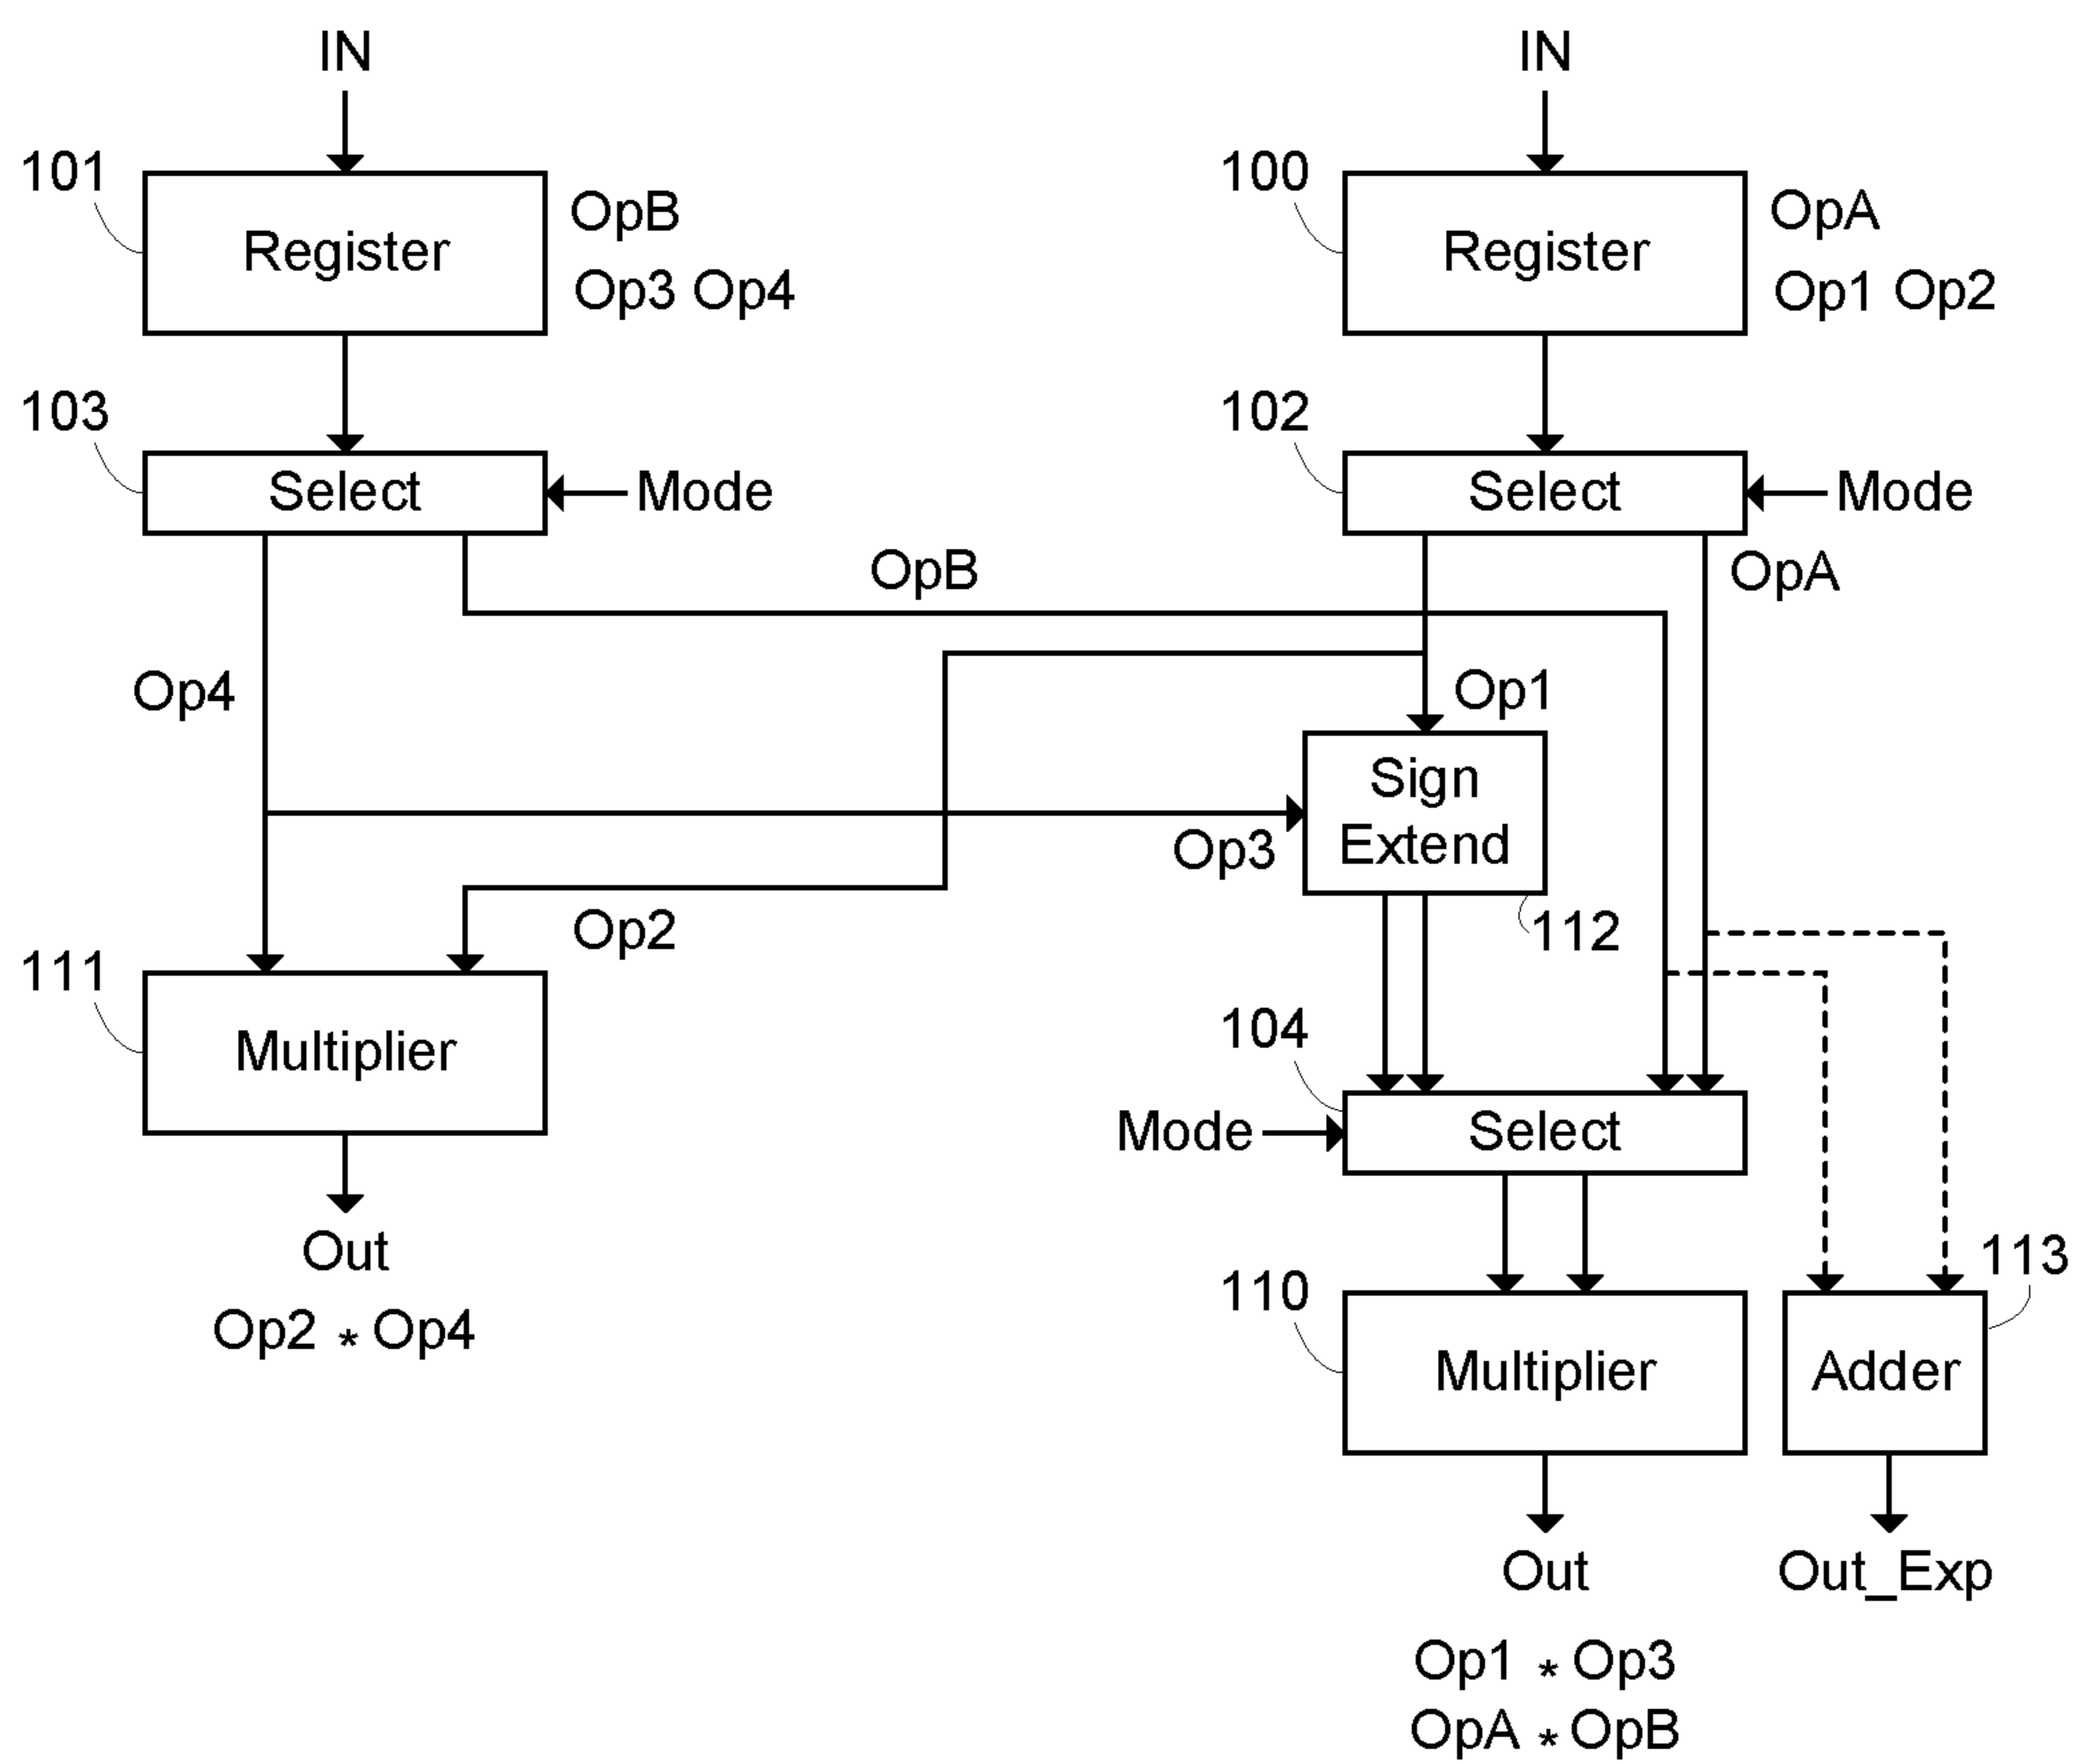 IN
IN
101
100
Register
OpB
Op3 Op4
Register
OpA
Op1 Op2
103
102
Select
Mode
Select
Mode
OpB
OpA
Op4
Op1
Sign
Extend
Op3
Op2
112
111
Multiplier
104
Mode
Select
Out
Op2 * Op4
110
113
Multiplier
Adder
Out
Out_Exp
Op1 * Op3
OpA * OpB